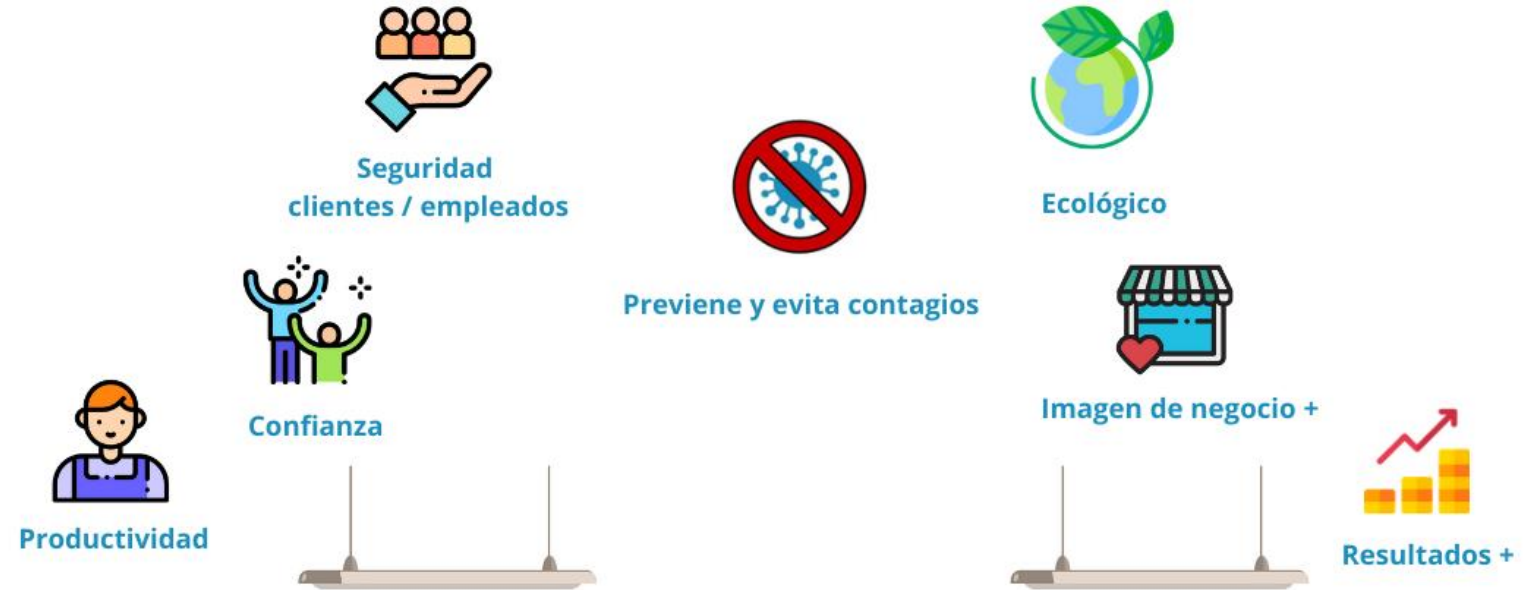 Seguridad
clientes / empleados
Ecológico
Previene y evita contagios
Confianza
Imagen de negocio +
Productividad
Resultados +